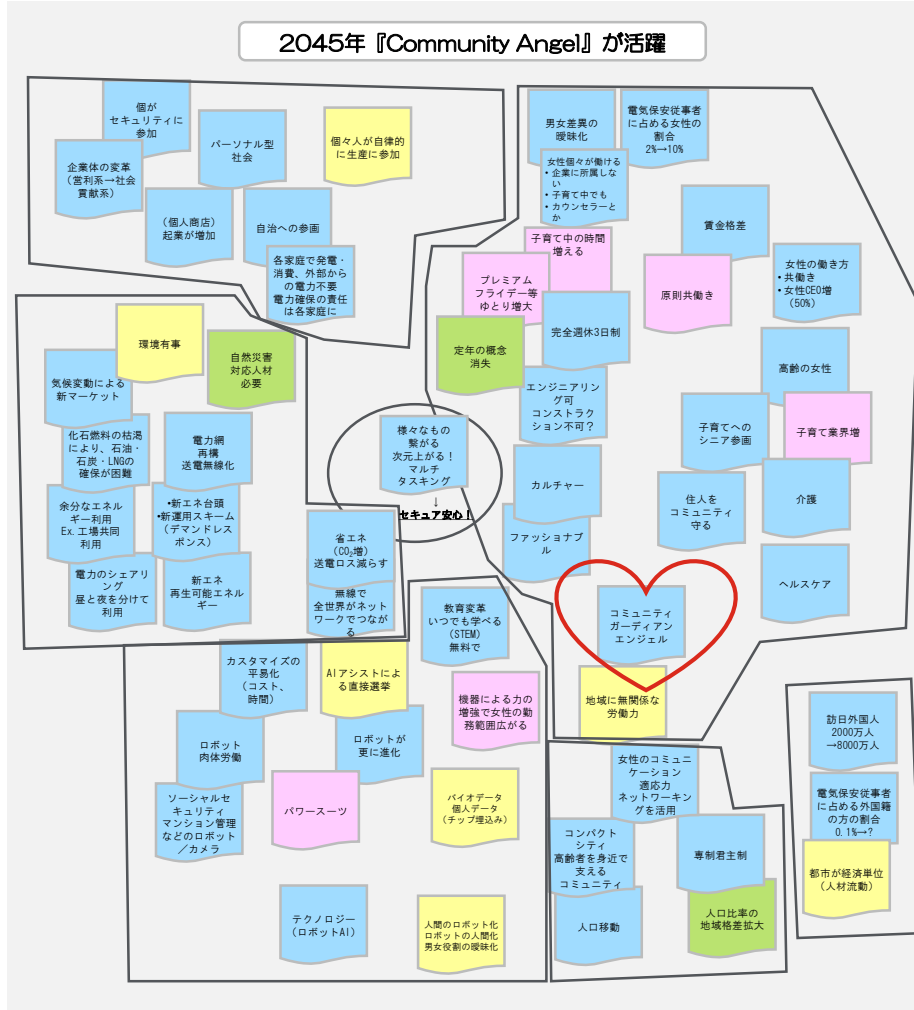 2045年『Community Angel』が活躍
個が
セキュリティに
参加
パーソナル型
社会
個々人が自律的
に生産に参加
企業体の変革
(営利系→社会
貢献系)
(個人商店)
起業が増加
自治への参画
各家庭で発電・
消費、外部から
の電力不要
電力確保の責任
は各家庭に
男女差異の
曖昧化
電気保安従事者
に占める女性の
割合
2%→10%
女性個々が働ける
• 企業に所属しな
い
• 子育て中でも
• カウンセラーと
か
賃金格差
子育て中の時間
増える
プレミアム
フライデー等
ゆとり増大
原則共働き
女性の働き方
• 共働き
• 女性CEO増
(50%)
完全週休3日制
定年の概念
消失
高齢の女性
エンジニアリン
グ可
コンストラク
ション不可?
子育てへの
シニア参画
子育て業界増
カルチャー
住人を
コミュニティ
守る
介護
ファッショナブ
ル
ヘルスケア
コミュニティ
ガーディアン
エンジェル
地域に無関係な
労働力
環境有事
自然災害
対応人材
必要
気候変動による
新マーケット
化石燃料の枯渇
により、石油・
石炭・LNGの
確保が困難
電力網
再構
送電無線化
余分なエネル
ギー利用
Ex. 工場共同
利用
•新エネ台頭
•新運用スキーム
(デマンドレス
ポンス)
電力のシェアリ
ング
昼と夜を分けて
利用
新エネ
再生可能エネル
ギー
省エネ
(CO₂増)
送電ロス減らす
無線で
全世界がネット
ワークでつなが
る
様々なもの
繋がる
次元上がる!
マルチ
タスキング
↓
セキュア安心!
教育変革
いつでも学べる
(STEM)
無料で
カスタマイズの
平易化
(コスト、
時間)
AIアシストによ
る直接選挙
機器による力の
増強で女性の勤
務範囲広がる
ロボット
肉体労働
ロボットが
更に進化
ソーシャルセ
キュリティ
マンション管理
などのロボット
/カメラ
パワースーツ
バイオデータ
個人データ
(チップ埋込み)
テクノロジー
(ロボットAI)
人間のロボット化
ロボットの人間化
男女役割の曖昧化
女性のコミュニ
ケーション
適応力
ネットワーキン
グを活用
コンパクト
シティ
高齢者を身近で
支える
コミュニティ
専制君主制
人口移動
人口比率の
地域格差拡大
訪日外国人
2000万人
→8000万人
電気保安従事者
に占める外国籍
の方の割合
0.1%→?
都市が経済単位
(人材流動)